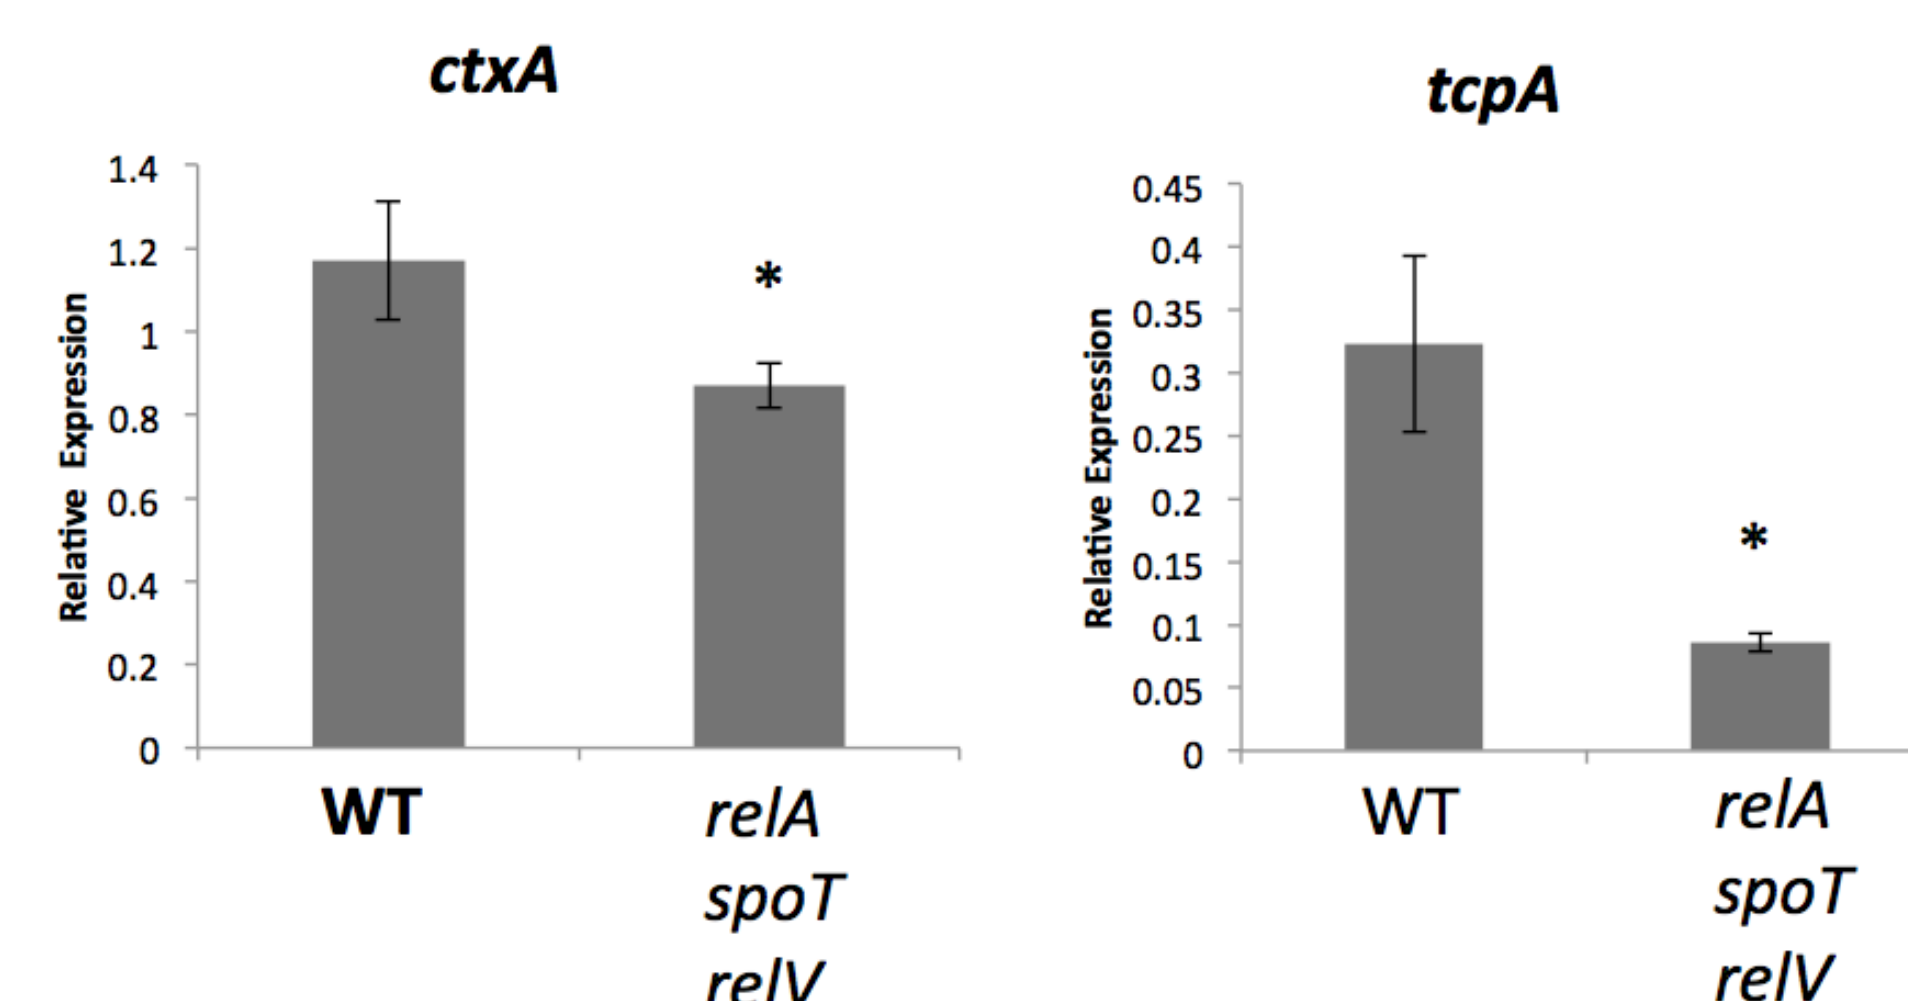 ctxA
1.4
1.2
1
0.8
0.6
0.4
0.2
0
Relative Expression
*
WT
relA
spoT
relV
tcpA
0.45
0.4
0.35
0.3
0.25
0.2
0.15
0.1
0.05
0
Relative Expression
*
WT
relA
spoT
relV